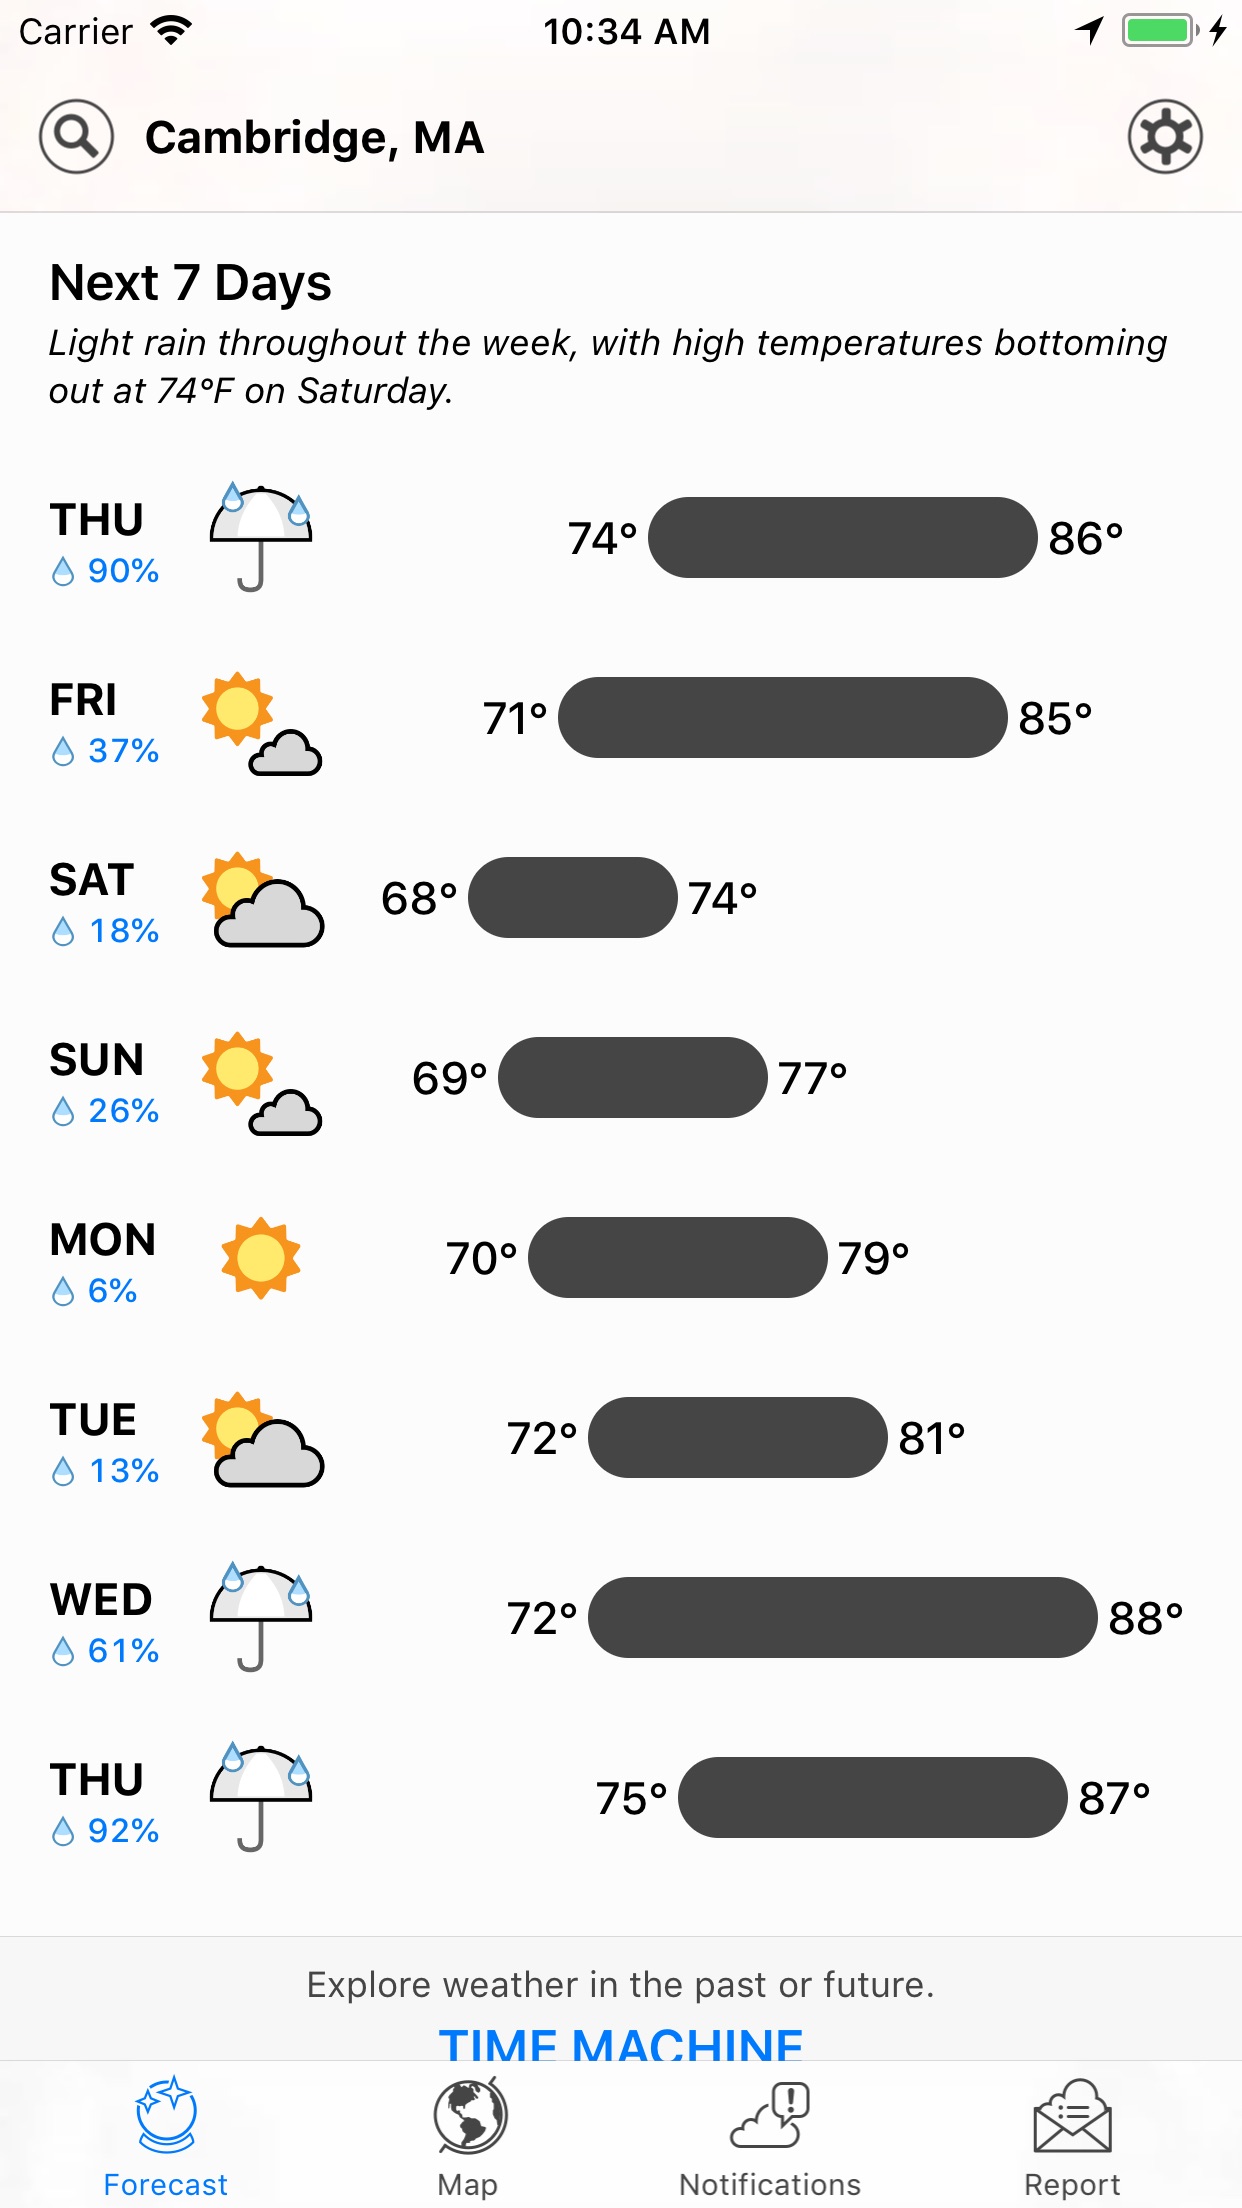 Carrier 10:34 AM
Cambridge, MA
Next 7 Days
Light rain throughout the week, with high temperatures bottoming
out at 74°F on Saturday.
THU 74° 86°
90%
FRI 71° 85°
37%
SAT 68° 74°
18%
SUN 69° 77°
26%
MON 70° 79°
6%
TUE 72° 81°
13%
WED 72° 88°
61%
THU 75° 87°
92%
Explore weather in the past or future.
TIME MACHINE
Forecast Map Notifications Report